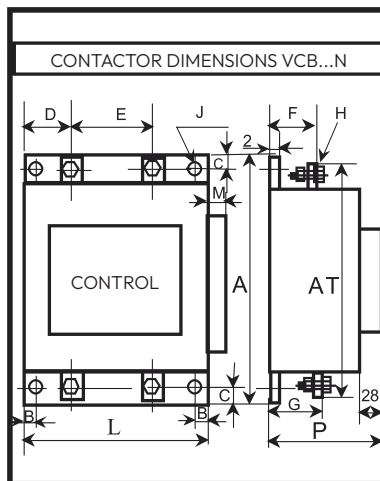 CONTACTOR DIMENSIONS VCB...N
D E J F H
C 2
M
CONTROL A AT
C G 28
B B
L P